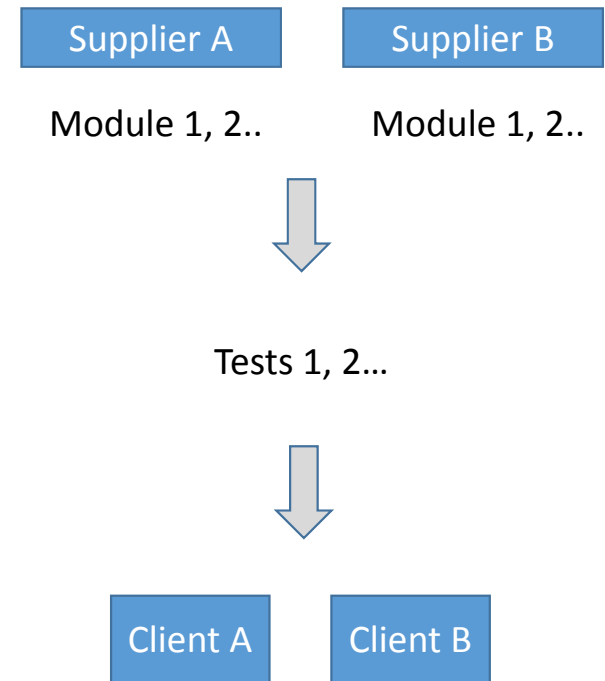 Supplier A
Supplier B
Module 1, 2..
Module 1, 2..
Tests 1, 2…
Client A
Client B